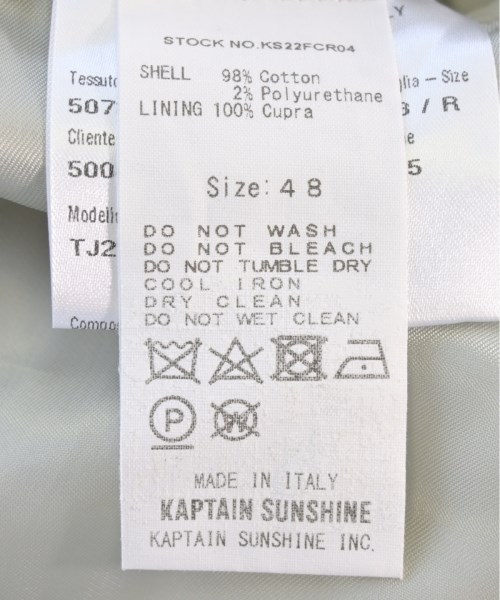 STOCK NO.KS22FCR04
SHELL 98% Cotton
2% Polyurethane
LINING 100% Cupra
Size: 48
DO NOT WASH
DO NOT BLEACH
DO NOT TUMBLE DRY
COOL IRON
DRY CLEAN
DO NOT WET CLEAN
P
W
MADE IN ITALY
KAPTAIN SUNSHINE
KAPTAIN SUNSHINE INC.
Tessuto
507
Cliente
500
Modell
TJ2
Compo
lia - Size
/ R
e
5